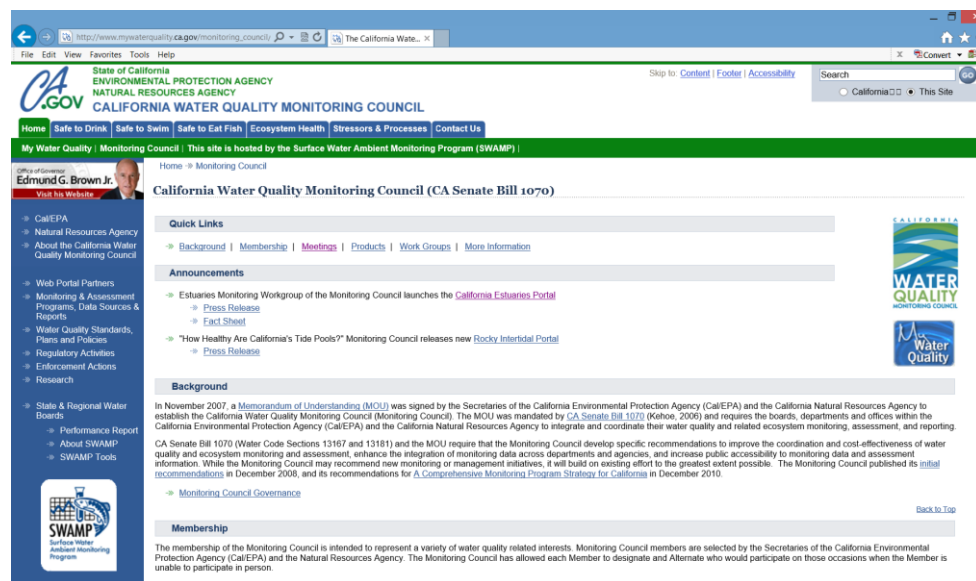 http://www.mywaterquality.ca.gov/monitoring_council/
The California Wate...
File Edit View Favorites Tools Help
x Convert
CA
.GOV
State of California
ENVIRONMENTAL PROTECTION AGENCY
NATURAL RESOURCES AGENCY
CALIFORNIA WATER QUALITY MONITORING COUNCIL
Skip to: Content | Footer | Accessibility
Search
GO
California This Site
Home Safe to Drink Safe to Swim Safe to Eat Fish Ecosystem Health Stressors & Processes Contact Us
My Water Quality | Monitoring Council | This site is hosted by the Surface Water Ambient Monitoring Program (SWAMP) |
Office of Governor
Edmund G. Brown Jr.
Visit his Website
Cal/EPA
Natural Resources Agency
About the California Water
Quality Monitoring Council
Web Portal Partners
Monitoring & Assessment
Programs, Data Sources &
Reports
Water Quality Standards,
Plans and Policies
Regulatory Activities
Enforcement Actions
Research
State & Regional Water
Boards
Performance Report
About SWAMP
SWAMP Tools
SWAMP
Surface Water
Ambient Monitoring
Program
Home Monitoring Council
California Water Quality Monitoring Council (CA Senate Bill 1070)
Quick Links
Background | Membership | Meetings | Products | Work Groups | More Information
Announcements
Estuaries Monitoring Workgroup of the Monitoring Council launches the California Estuaries Portal
Press Release
Fact Sheet
"How Healthy Are California's Tide Pools?" Monitoring Council releases new Rocky Intertidal Portal
Press Release
CALIFORNIA
WATER
QUALITY
MONITORING COUNCIL
My
Water
Quality
Background
In November 2007, a Memorandum of Understanding (MOU) was signed by the Secretaries of the California Environmental Protection Agency (Cal/EPA) and the California Natural Resources Agency to
establish the California Water Quality Monitoring Council (Monitoring Council). The MOU was mandated by CA Senate Bill 1070 (Kehoe, 2006) and requires the boards, departments and offices within the
California Environmental Protection Agency (Cal/EPA) and the California Natural Resources Agency to integrate and coordinate their water quality and related ecosystem monitoring, assessment, and reporting.
CA Senate Bill 1070 (Water Code Sections 13167 and 13181) and the MOU require that the Monitoring Council develop specific recommendations to improve the coordination and cost-effectiveness of water
quality and ecosystem monitoring and assessment, enhance the integration of monitoring data across departments and agencies, and increase public accessibility to monitoring data and assessment
information. While the Monitoring Council may recommend new monitoring or management initiatives, it will build on existing effort to the greatest extent possible. The Monitoring Council published its initial
recommendations in December 2008, and its recommendations for A Comprehensive Monitoring Program Strategy for California in December 2010.
Monitoring Council Governance
Back to Top
Membership
The membership of the Monitoring Council is intended to represent a variety of water quality related interests. Monitoring Council members are selected by the Secretaries of the California Environmental
Protection Agency (Cal/EPA) and the Natural Resources Agency. The Monitoring Council has allowed each Member to designate and Alternate who would participate on those occasions when the Member is
unable to participate in person.